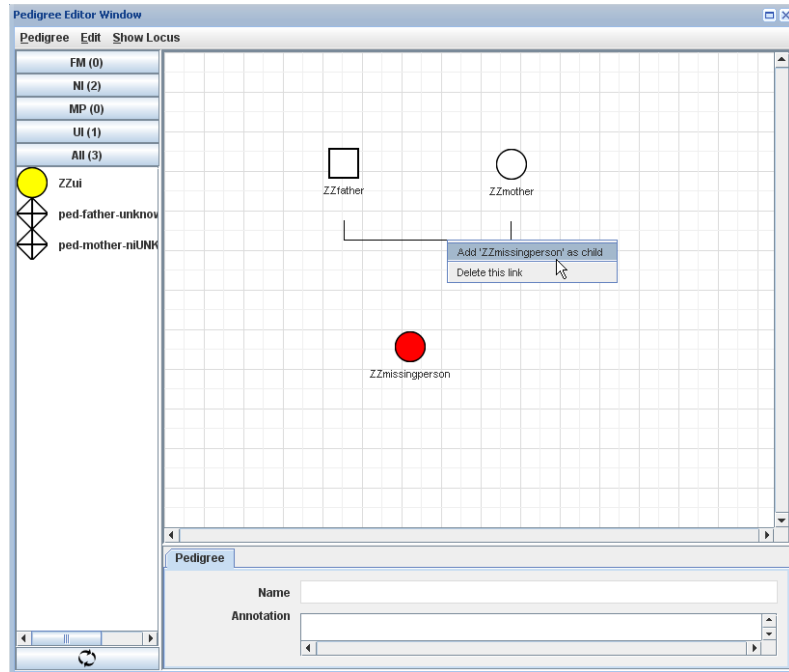 Pedigree Editor Window
Pedigree Edit Show Locus
FM (0)
NI (2)
MP (0)
UI (1)
All (3)
ZZui
ped-father-unknow
ped-mother-niUNK
ZZfather
ZZmother
Add 'ZZmissingperson' as child
Delete this link
ZZmissingperson
Pedigree
Name
Annotation